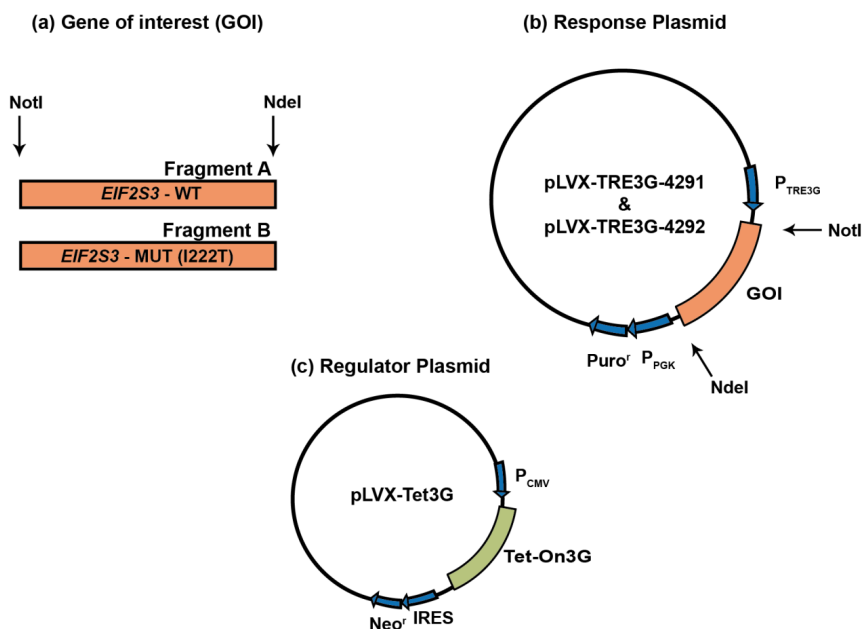 (a) Gene of interest (GOI)
NotI
NdeI
Fragment A
EIF2S3 - WT
Fragment B
EIF2S3 - MUT (I222T)
(b) Response Plasmid
pLVX-TRE3G-4291
&
pLVX-TRE3G-4292
PTRE3G
NotI
GOI
Puroʳ PPGK
NdeI
(c) Regulator Plasmid
pLVX-Tet3G
PCMV
Tet-On3G
Neoʳ IRES